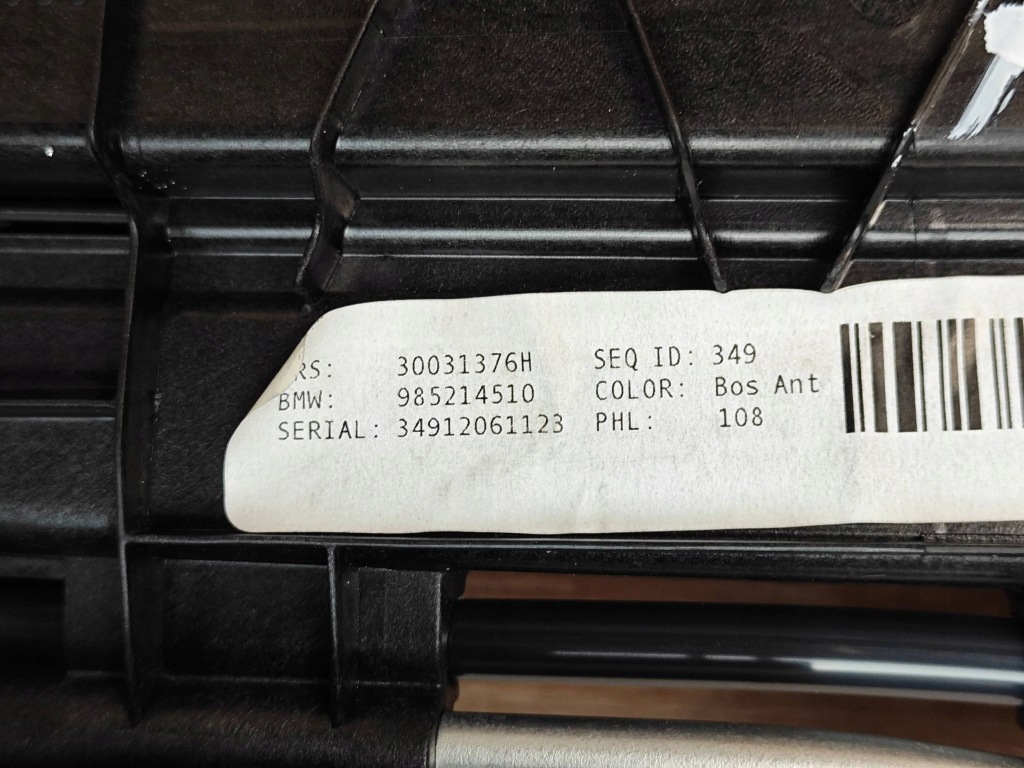 RS: 30031376H SEQ ID: 349
BMW: 985214510 COLOR: Bos Ant
SERIAL: 34912061123 PHL: 108